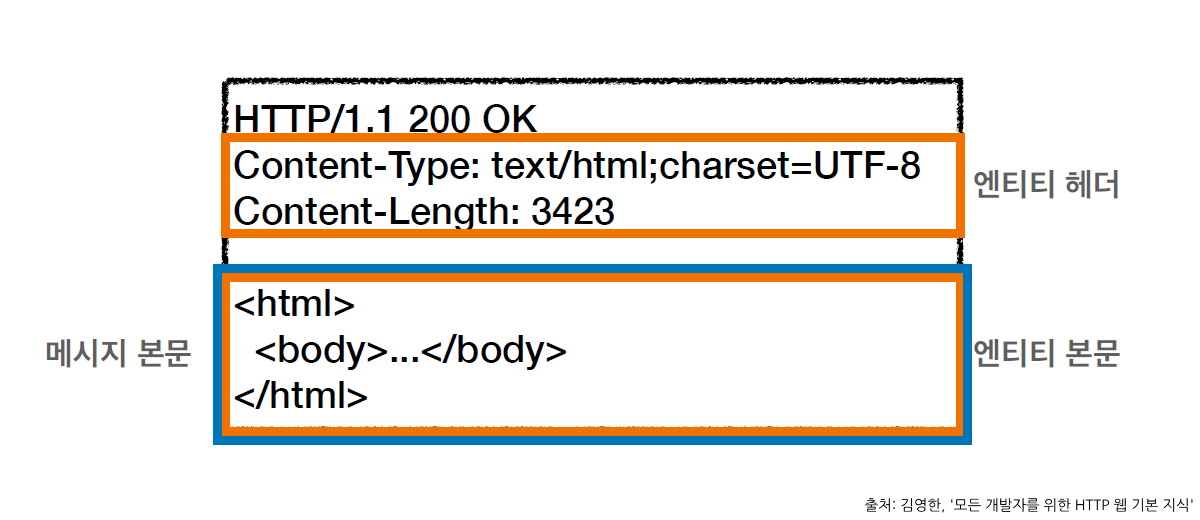 HTTP/1.1 200 OK
Content-Type: text/html;charset=UTF-8
Content-Length: 3423
엔티티 헤더
<html>
<body>...</body>
</html>
메시지 본문
엔티티 본문
출처: 김영한, '모든 개발자를 위한 HTTP 웹 기본 지식'